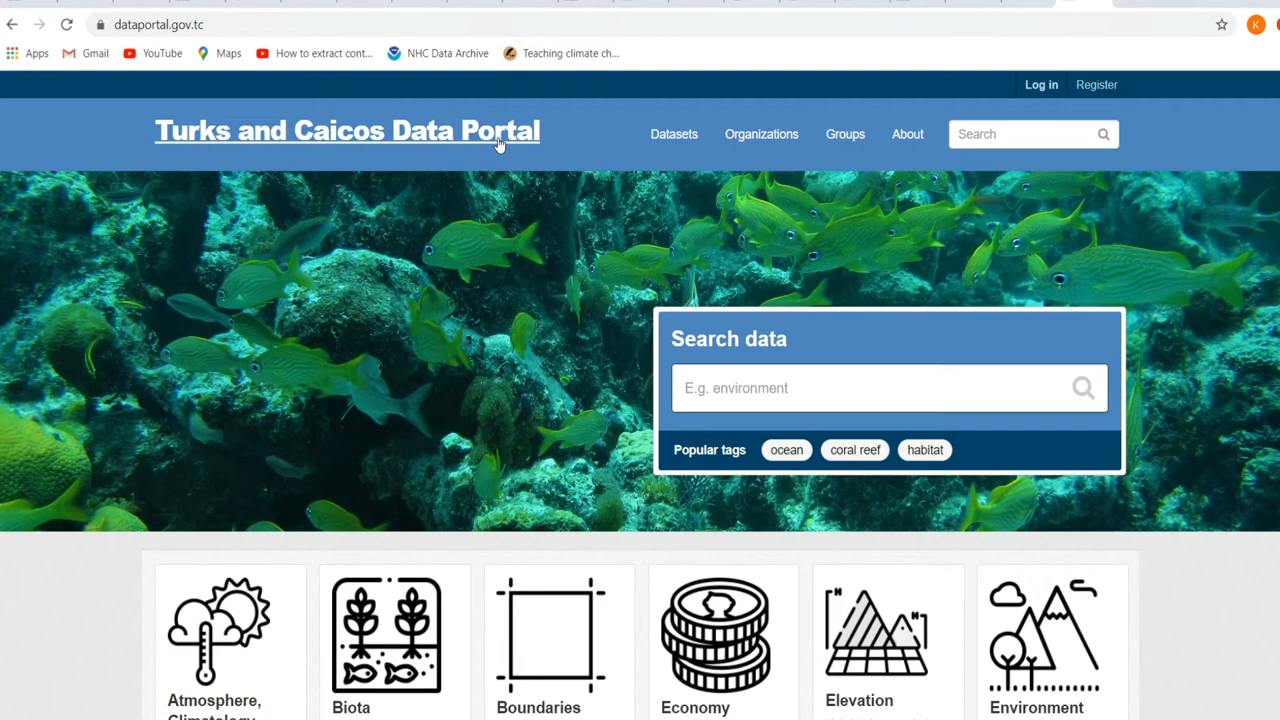 dataportal.gov.tc
K
Apps
Gmail
YouTube
Maps
How to extract cont...
NHC Data Archive
Teaching climate ch...
Log in
Register
Turks and Caicos Data Portal
Datasets
Organizations
Groups
About
Search
Search data
E.g. environment
Popular tags
ocean
coral reef
habitat
Atmosphere,
Climatology
Biota
Boundaries
Economy
Elevation
Environment